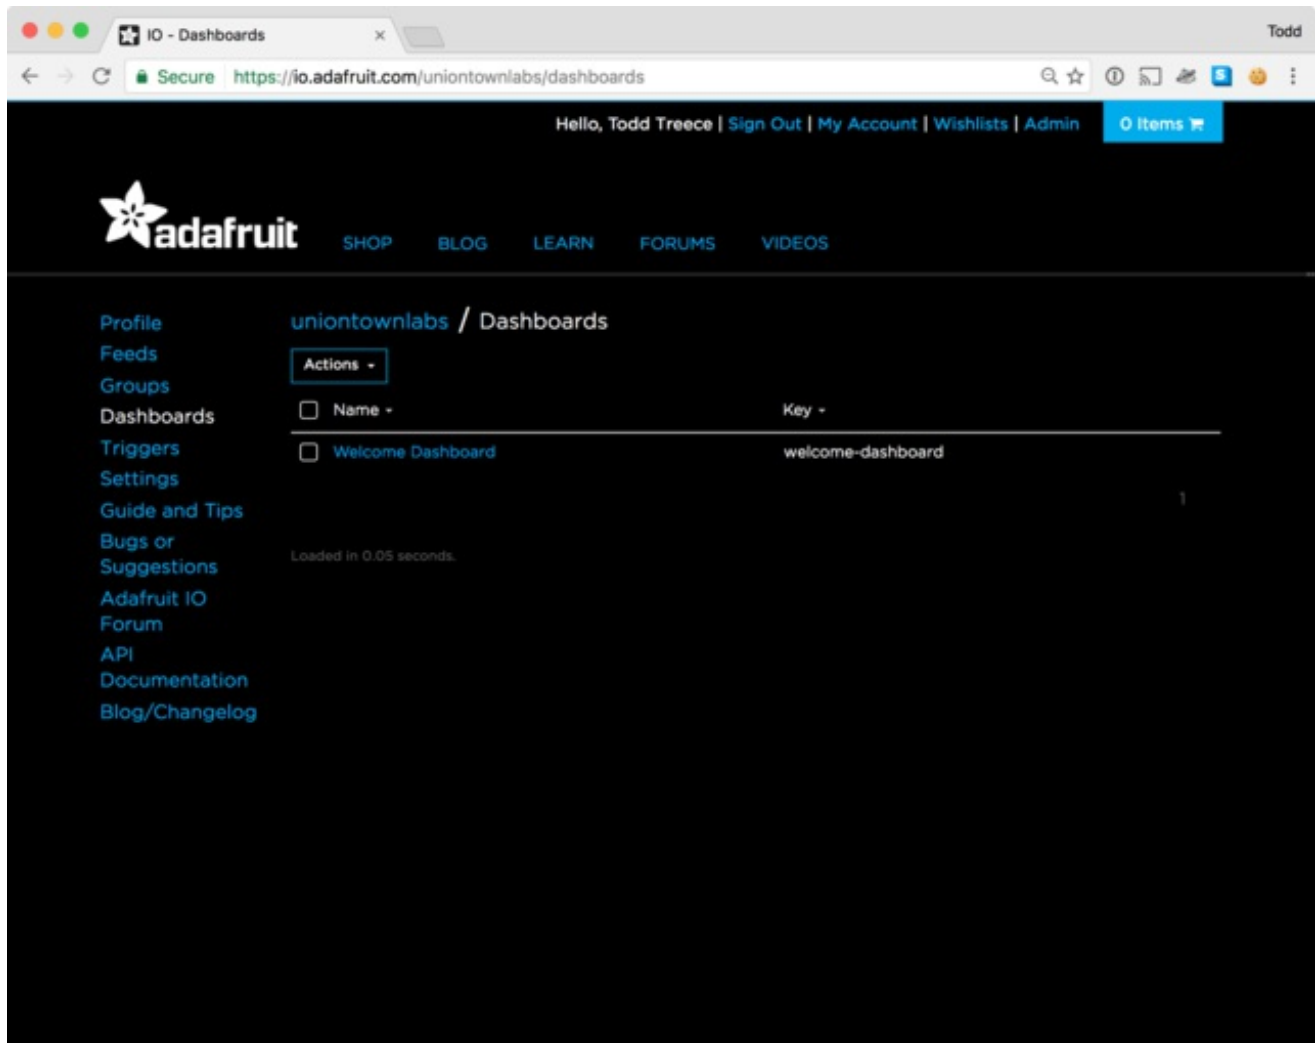 IO - Dashboards
Todd
Secure https://io.adafruit.com/uniontownlabs/dashboards
Hello, Todd Treece | Sign Out | My Account | Wishlists | Admin 0 Items
adafruit SHOP BLOG LEARN FORUMS VIDEOS
Profile
Feeds
Groups
Dashboards
Triggers
Settings
Guide and Tips
Bugs or
Suggestions
Adafruit IO
Forum
API
Documentation
Blog/Changelog
uniontownlabs / Dashboards
Actions
Name Key
Welcome Dashboard welcome-dashboard
1
Loaded in 0.05 seconds.